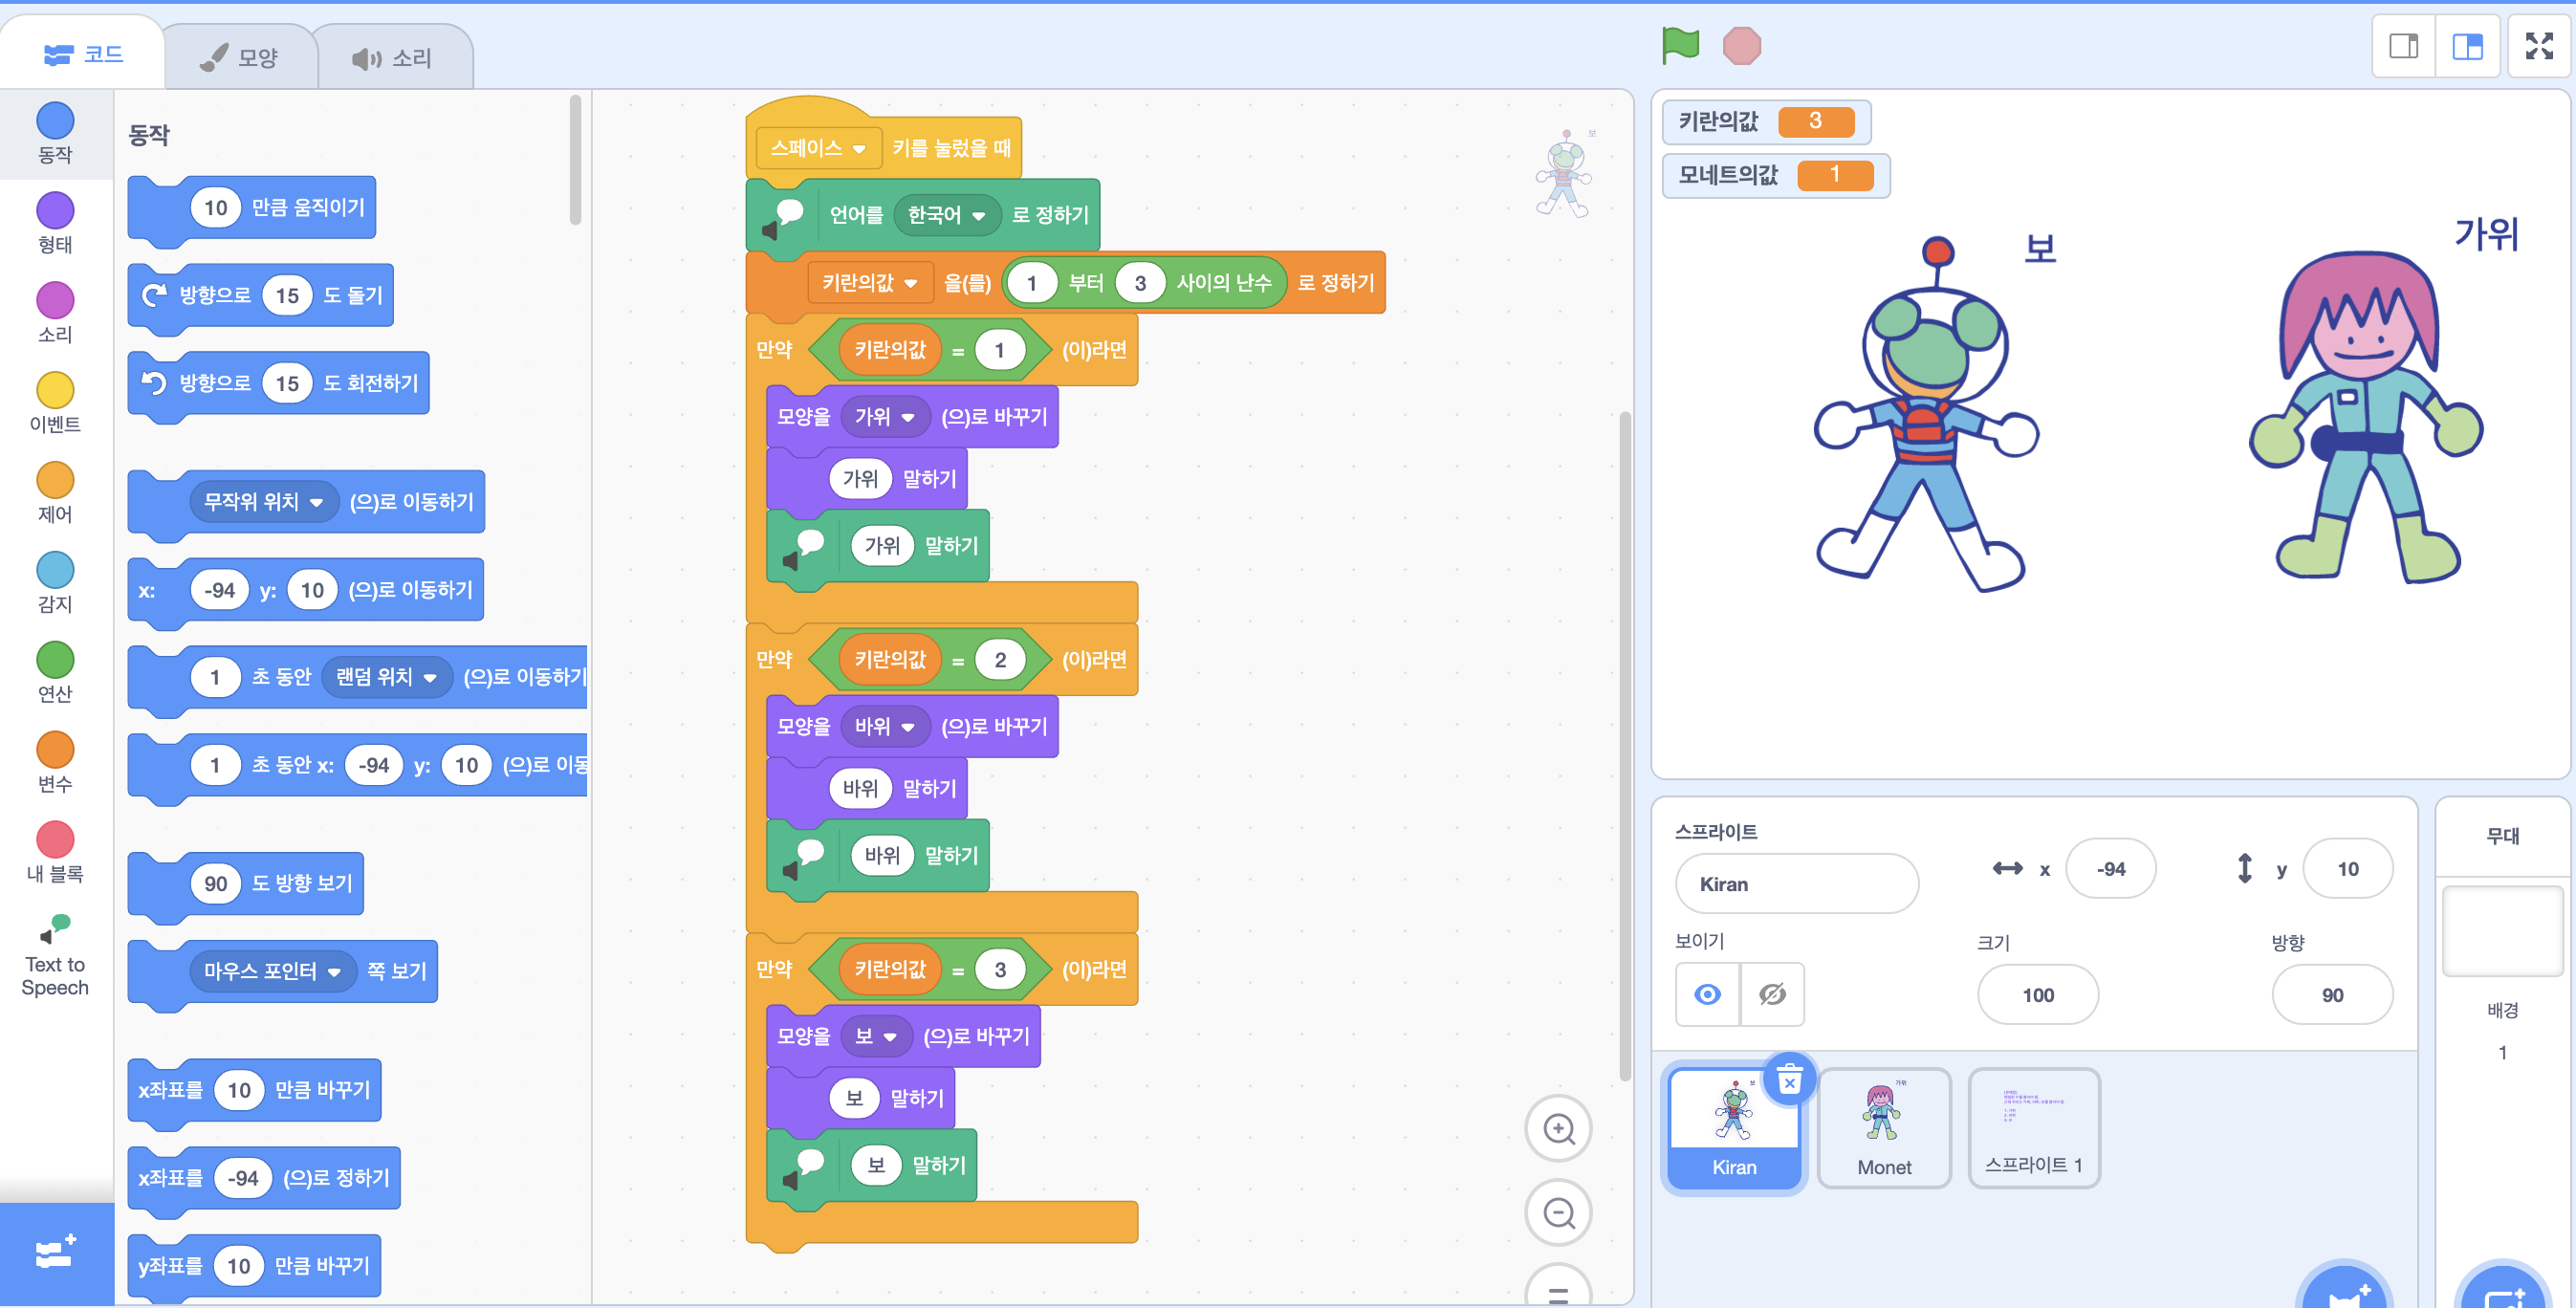 코드
모양
소리
동작
형태
소리
이벤트
제어
감지
연산
변수
내 블록
Text to
Speech
동작
10 만큼 움직이기
방향으로 15 도 돌기
방향으로 15 도 회전하기
무작위 위치 (으)로 이동하기
x: -94 y: 10 (으)로 이동하기
1 초 동안 랜덤 위치 (으)로 이동하기
1 초 동안 x: -94 y: 10 (으)로 이동
90 도 방향 보기
마우스 포인터 쪽 보기
x좌표를 10 만큼 바꾸기
x좌표를 -94 (으)로 정하기
y좌표를 10 만큼 바꾸기
스페이스 키를 눌렀을 때
언어를 한국어 로 정하기
키란의값 을(를) 1 부터 3 사이의 난수 로 정하기
만약 키란의값 = 1 (이)라면
모양을 가위 (으)로 바꾸기
가위 말하기
가위 말하기
만약 키란의값 = 2 (이)라면
모양을 바위 (으)로 바꾸기
바위 말하기
바위 말하기
만약 키란의값 = 3 (이)라면
모양을 보 (으)로 바꾸기
보 말하기
보 말하기
키란의값 3
모네트의값 1
보
가위
스프라이트
Kiran
x -94
y 10
보이기
크기
100
방향
90
Kiran
Monet
스프라이트 1
무대
배경
1